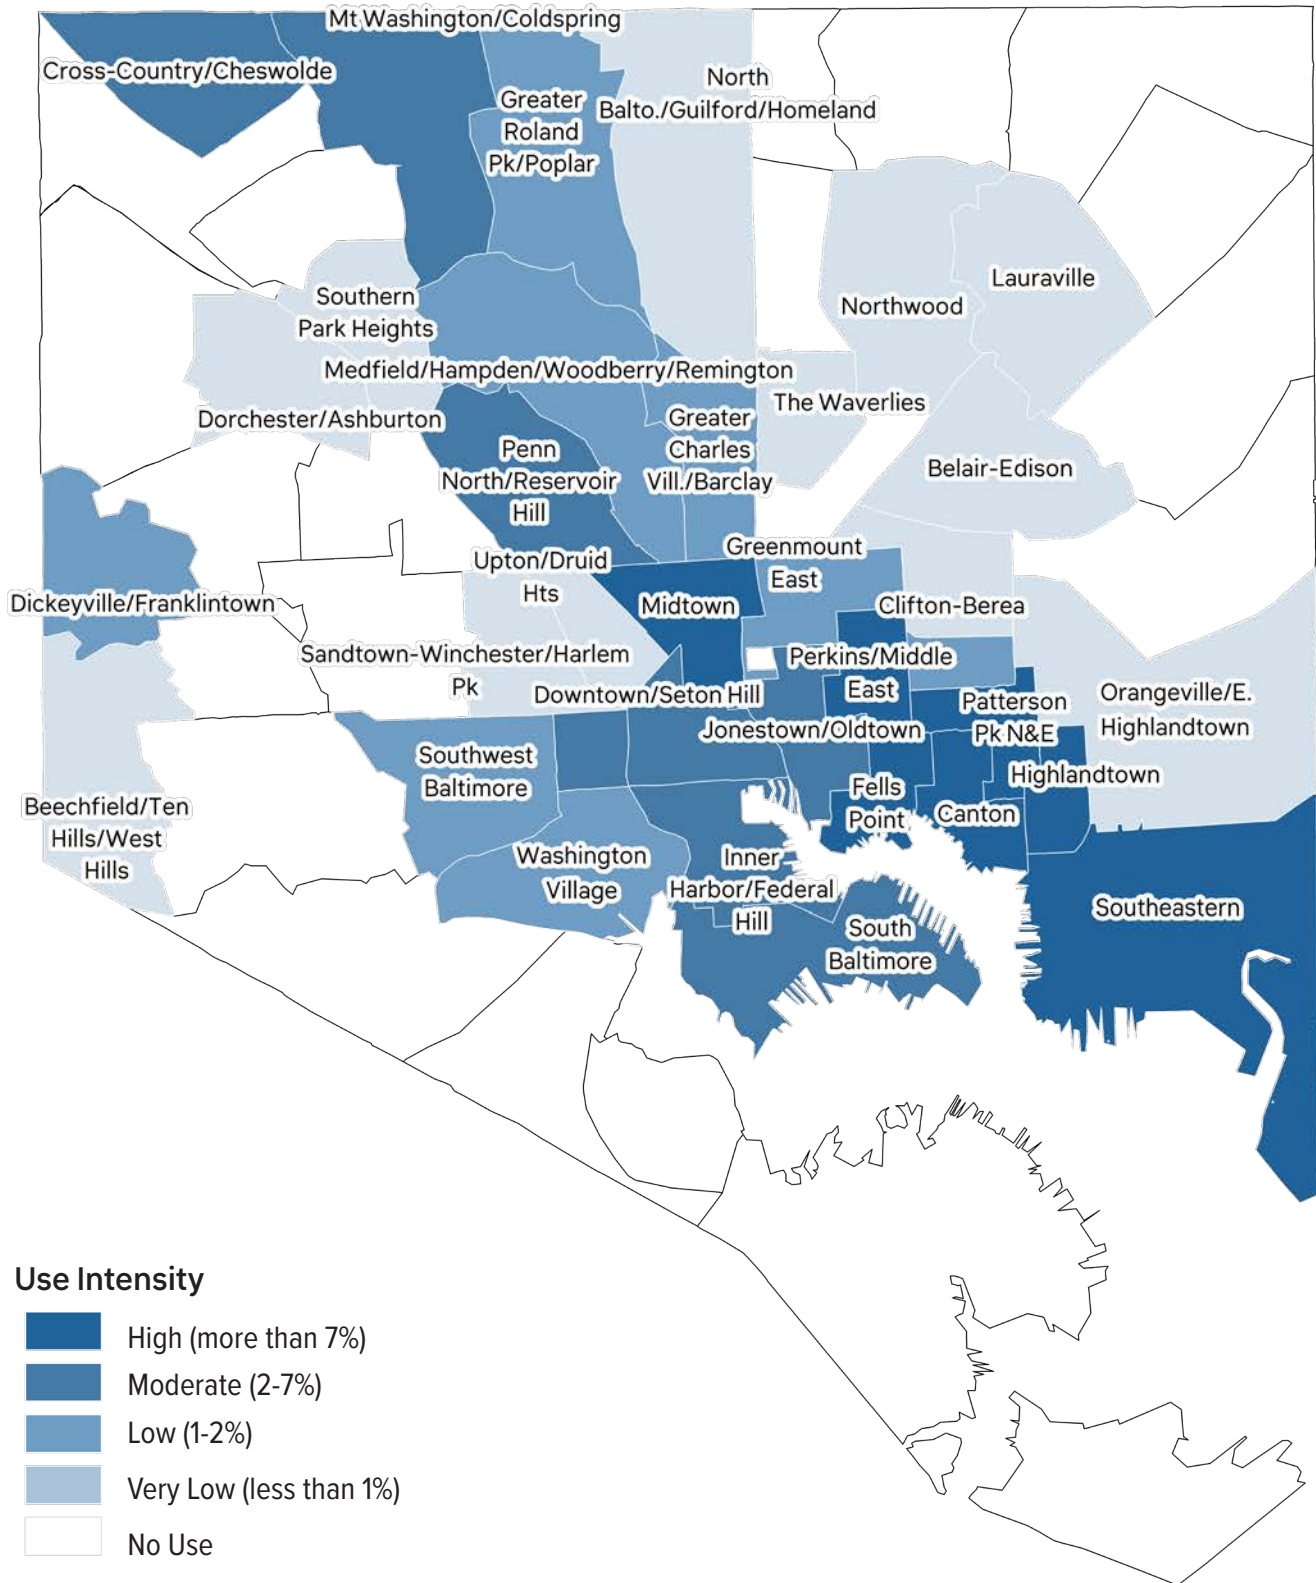 Mt Washington/Coldspring
Cross-Country/Cheswolde
North
Balto./Guilford/Homeland
Greater
Roland
Pk/Poplar
Lauraville
Northwood
Southern
Park Heights
Medfield/Hampden/Woodberry/Remington
The Waverlies
Dorchester/Ashburton
Greater
Charles
Vill./Barclay
Penn
North/Reservoir
Hill
Belair-Edison
Greenmount
East
Upton/Druid
Hts
Dickeyville/Franklintown
Midtown
Clifton-Berea
Sandtown-Winchester/Harlem
Pk
Perkins/Middle
East
Downtown/Seton Hill
Patterson
Pk N&E
Orangeville/E.
Highlandtown
Jonestown/Oldtown
Southwest
Baltimore
Highlandtown
Fells
Point
Canton
Beechfield/Ten
Hills/West
Hills
Washington
Village
Inner
Harbor/Federal
Hill
Southeastern
South
Baltimore
Use Intensity
High (more than 7%)
Moderate (2-7%)
Low (1-2%)
Very Low (less than 1%)
No Use